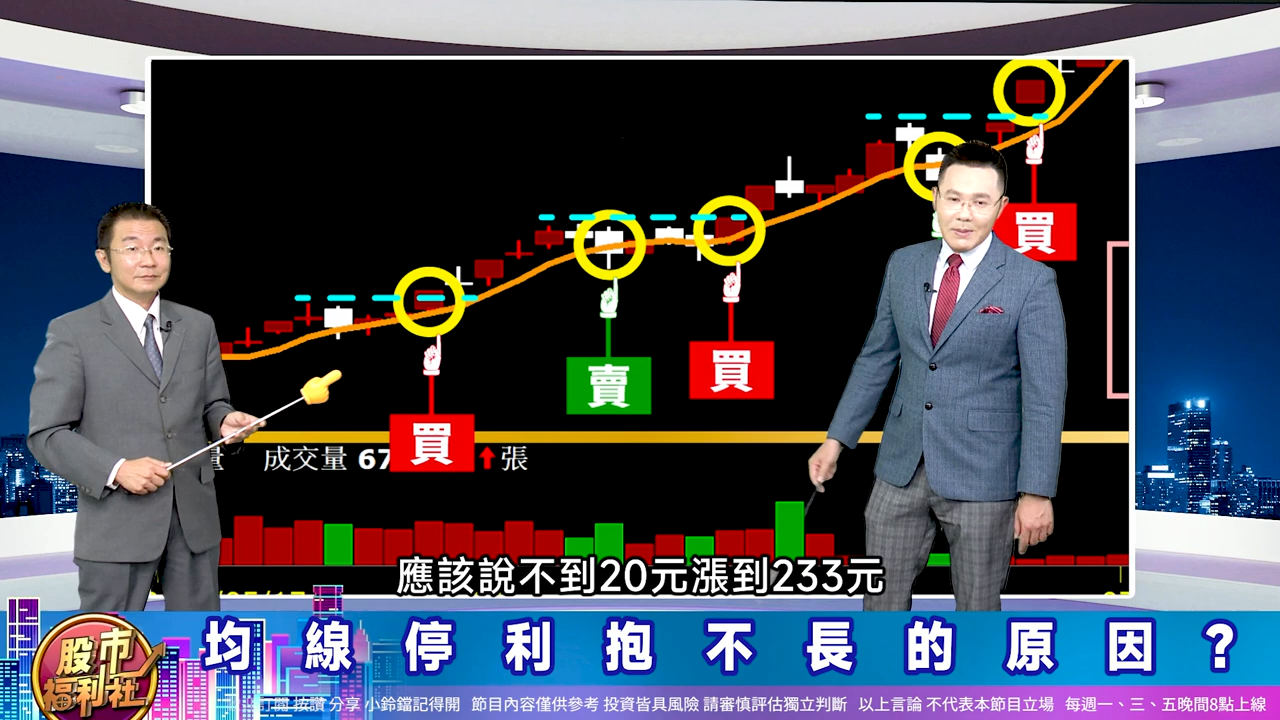 買
買
賣
買
成交量 67
張
應該說不到20元漲到233元
均線停利抱不長的原因?
股市
福利社
訂閱 按讚 分享 小鈴鐺記得開 節目內容僅供參考 投資皆具風險 請審慎評估獨立判斷 以上言論 不代表本節目立場 每週一、三、五晚間8點上線